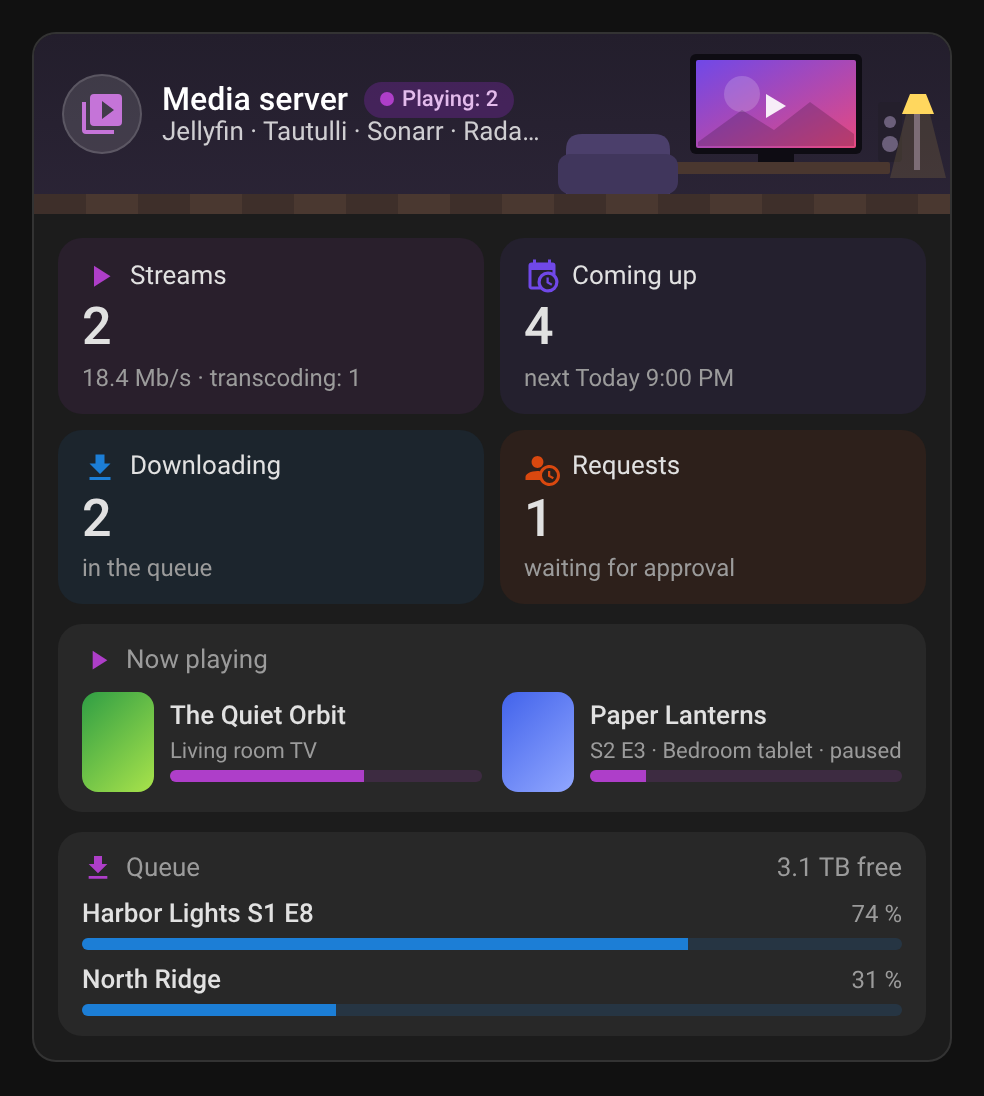 Media server
Playing: 2
Jellyfin · Tautulli · Sonarr · Rada...
Streams
2
18.4 Mb/s · transcoding: 1
Coming up
4
next Today 9:00 PM
Downloading
2
in the queue
Requests
1
waiting for approval
Now playing
The Quiet Orbit
Living room TV
Paper Lanterns
S2 E3 · Bedroom tablet · paused
Queue
3.1 TB free
Harbor Lights S1 E8
74 %
North Ridge
31 %